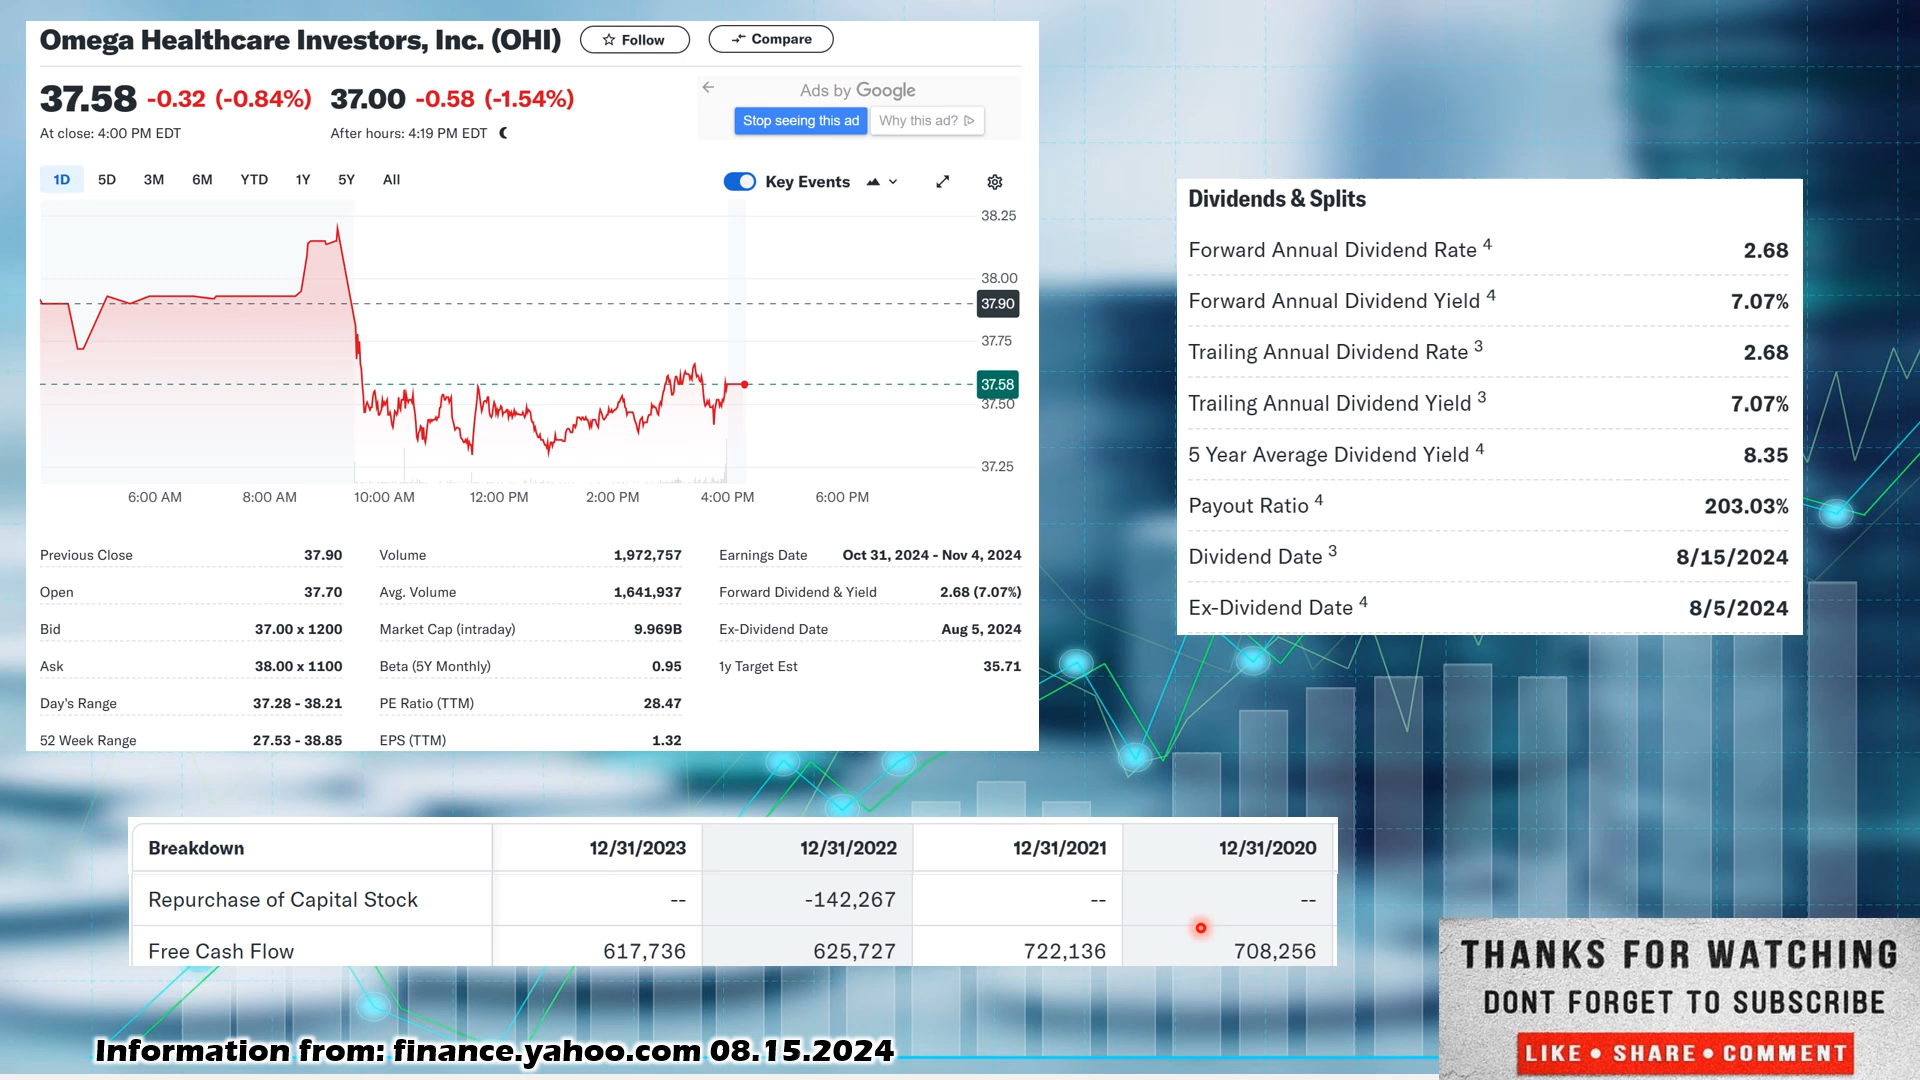 Omega Healthcare Investors, Inc. (OHI) Follow Compare
37.58 -0.32 (-0.84%) 37.00 -0.58 (-1.54%)
At close: 4:00 PM EDT After hours: 4:19 PM EDT
Ads by Google
Stop seeing this ad Why this ad?
1D 5D 3M 6M YTD 1Y 5Y All Key Events
38.25
38.00
37.90
37.75
37.58
37.50
37.25
6:00 AM 8:00 AM 10:00 AM 12:00 PM 2:00 PM 4:00 PM 6:00 PM
Previous Close 37.90 Volume 1,972,757 Earnings Date Oct 31, 2024 - Nov 4, 2024
Open 37.70 Avg. Volume 1,641,937 Forward Dividend & Yield 2.68 (7.07%)
Bid 37.00 x 1200 Market Cap (intraday) 9.969B Ex-Dividend Date Aug 5, 2024
Ask 38.00 x 1100 Beta (5Y Monthly) 0.95 1y Target Est 35.71
Day's Range 37.28 - 38.21 PE Ratio (TTM) 28.47
52 Week Range 27.53 - 38.85 EPS (TTM) 1.32
Dividends & Splits
Forward Annual Dividend Rate 4 2.68
Forward Annual Dividend Yield 4 7.07%
Trailing Annual Dividend Rate 3 2.68
Trailing Annual Dividend Yield 3 7.07%
5 Year Average Dividend Yield 4 8.35
Payout Ratio 4 203.03%
Dividend Date 3 8/15/2024
Ex-Dividend Date 4 8/5/2024
Breakdown 12/31/2023 12/31/2022 12/31/2021 12/31/2020
Repurchase of Capital Stock -- -142,267 -- --
Free Cash Flow 617,736 625,727 722,136 708,256
Information from: finance.yahoo.com 08.15.2024
THANKS FOR WATCHING
DONT FORGET TO SUBSCRIBE
LIKE • SHARE • COMMENT